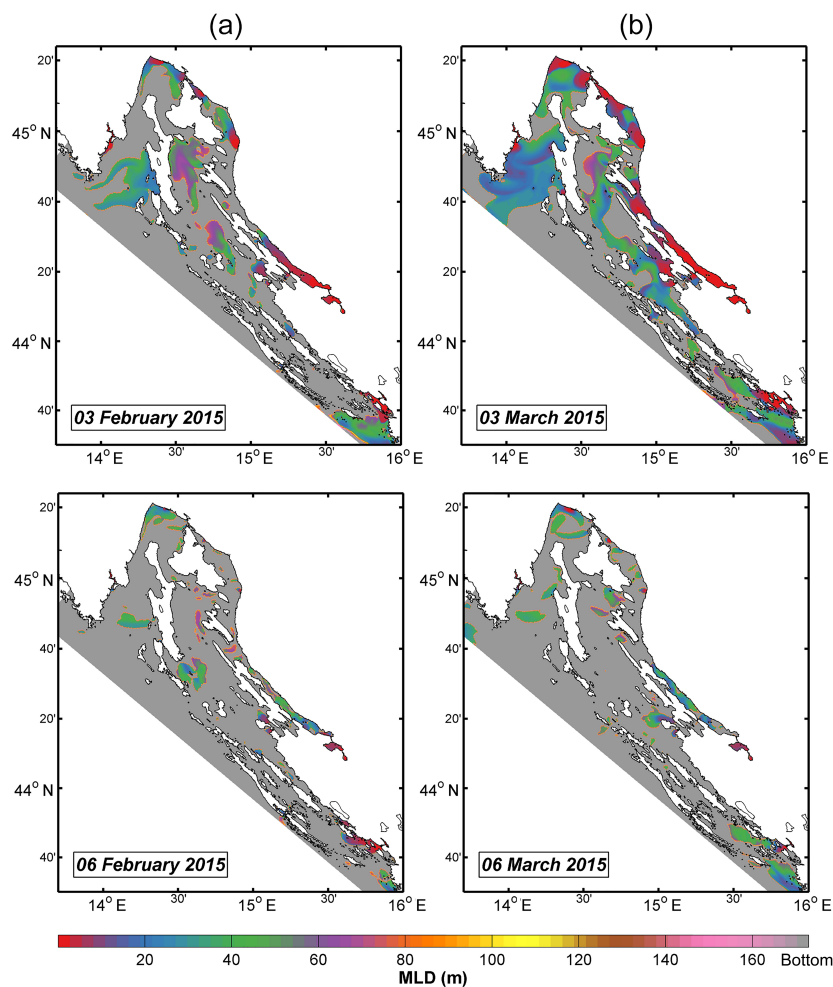 (a) (b)
20' 20'
45° N 45° N
40' 40'
20' 20'
44° N 44° N
40' 40'
03 February 2015 03 March 2015
14° E 30' 15° E 30' 16° E 14° E 30' 15° E 30' 16° E
20' 20'
45° N 45° N
40' 40'
20' 20'
44° N 44° N
40' 40'
06 February 2015 06 March 2015
14° E 30' 15° E 30' 16° E 14° E 30' 15° E 30' 16° E
20 40 60 80 100 120 140 160 Bottom
MLD (m)